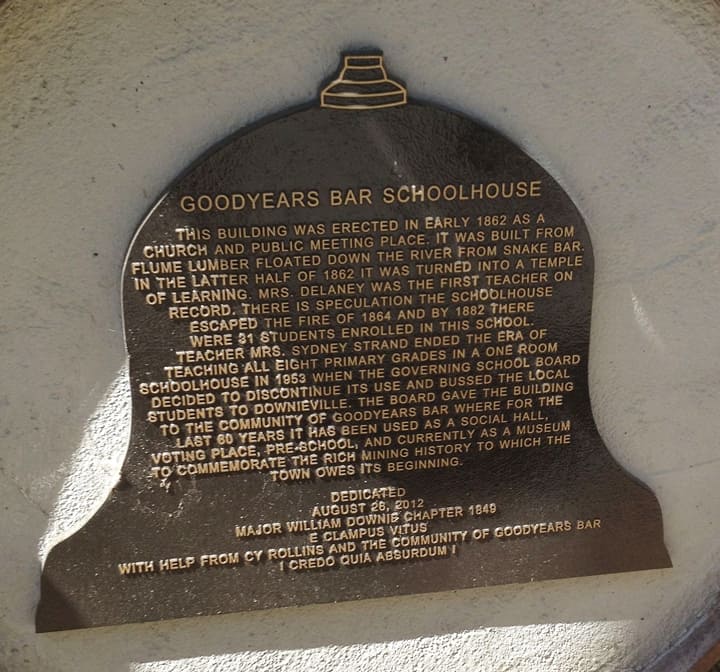 GOODYEARS BAR SCHOOLHOUSE
THIS BUILDING WAS ERECTED IN EARLY 1862 AS A
CHURCH AND PUBLIC MEETING PLACE. IT WAS BUILT FROM
FLUME LUMBER FLOATED DOWN THE RIVER FROM SNAKE BAR.
IN THE LATTER HALF OF 1862 IT WAS TURNED INTO A TEMPLE
OF LEARNING. MRS. DELANEY WAS THE FIRST TEACHER ON
RECORD. THERE IS SPECULATION THE SCHOOLHOUSE
ESCAPED THE FIRE OF 1864 AND BY 1882 THERE
WERE 31 STUDENTS ENROLLED IN THIS SCHOOL.
TEACHER MRS. SYDNEY STRAND ENDED THE ERA OF
TEACHING ALL EIGHT PRIMARY GRADES IN A ONE ROOM
SCHOOLHOUSE IN 1953 WHEN THE GOVERNING SCHOOL BOARD
DECIDED TO DISCONTINUE ITS USE AND BUSSED THE LOCAL
STUDENTS TO DOWNIEVILLE. THE BOARD GAVE THE BUILDING
TO THE COMMUNITY OF GOODYEARS BAR WHERE FOR THE
LAST 60 YEARS IT HAS BEEN USED AS A SOCIAL HALL,
VOTING PLACE, PRE-SCHOOL, AND CURRENTLY AS A MUSEUM
TO COMMEMORATE THE RICH MINING HISTORY TO WHICH THE
TOWN OWES ITS BEGINNING.
DEDICATED
AUGUST 26, 2012
MAJOR WILLIAM DOWNIE CHAPTER 1849
E CLAMPUS VITUS
WITH HELP FROM CY ROLLINS AND THE COMMUNITY OF GOODYEARS BAR
! CREDO QUIA ABSURDUM !